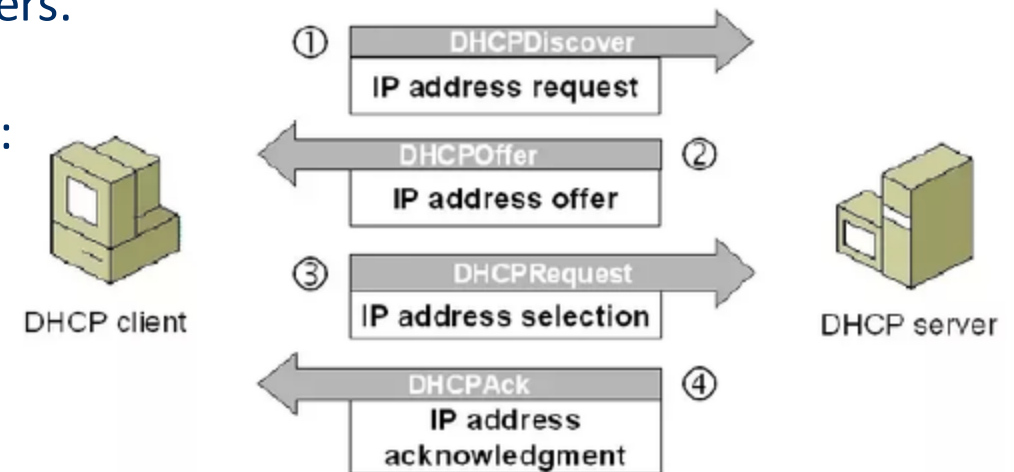 ers.
① DHCPDiscover
IP address request
:
DHCPOffer ②
IP address offer
③ DHCPRequest
IP address selection
DHCP client
DHCP server
DHCPAck ④
IP address
acknowledgment